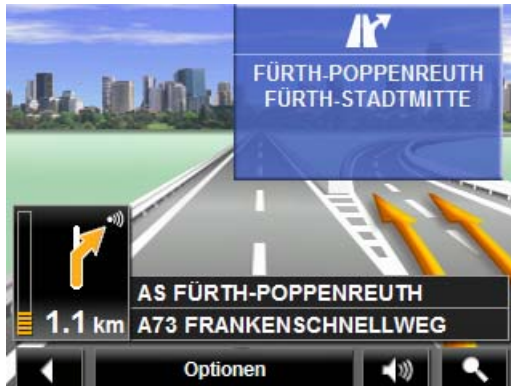 FÜRTH-POPPENREUTH
FÜRTH-STADTMITTE
AS FÜRTH-POPPENREUTH
1.1 km
A73 FRANKENSCHNELLWEG
Optionen